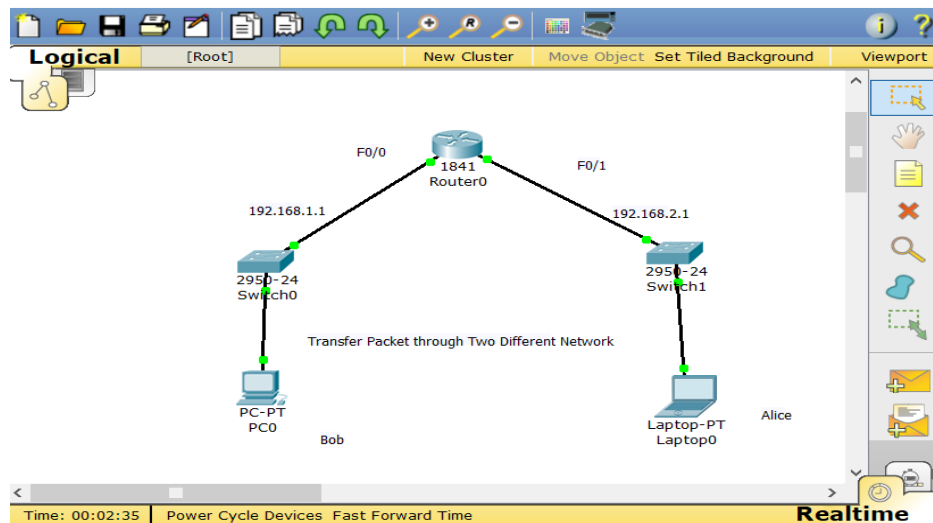 i ?
Logical [Root] New Cluster Move Object Set Tiled Background Viewport
R
F0/0
F0/1
1841
Router0
192.168.1.1
192.168.2.1
2950-24
Switch0
2950-24
Switch1
Transfer Packet through Two Different Network
PC-PT
PC0
Bob
Laptop-PT
Laptop0
Alice
Time: 00:02:35 Power Cycle Devices Fast Forward Time Realtime